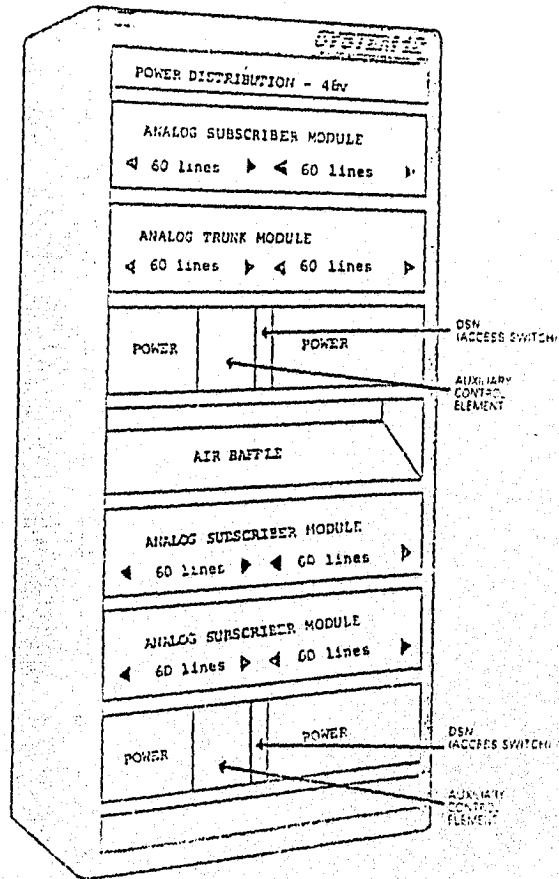 SYSTEM 12
POWER DISTRIBUTION - 48v
ANALOG SUBSCRIBER MODULE
60 lines 60 lines
ANALOG TRUNK MODULE
60 lines 60 lines
POWER POWER
DSN
(ACCESS SWITCH)
AUXILIARY
CONTROL
ELEMENT
AIR BAFFLE
ANALOG SUBSCRIBER MODULE
60 lines 60 lines
ANALOG SUBSCRIBER MODULE
60 lines 60 lines
POWER POWER
DSN
(ACCESS SWITCH)
AUXILIARY
CONTROL
ELEMENT